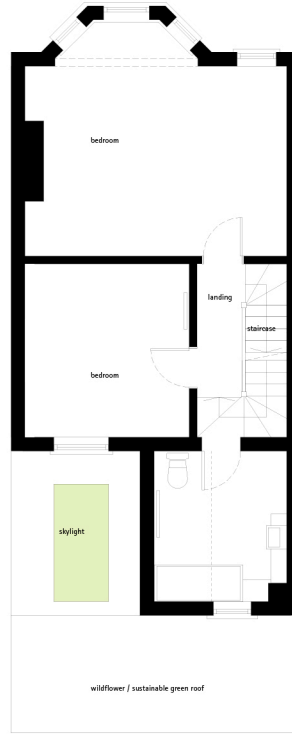 bedroom
landing
staircase
bedroom
skylight
wildflower / sustainable green roof